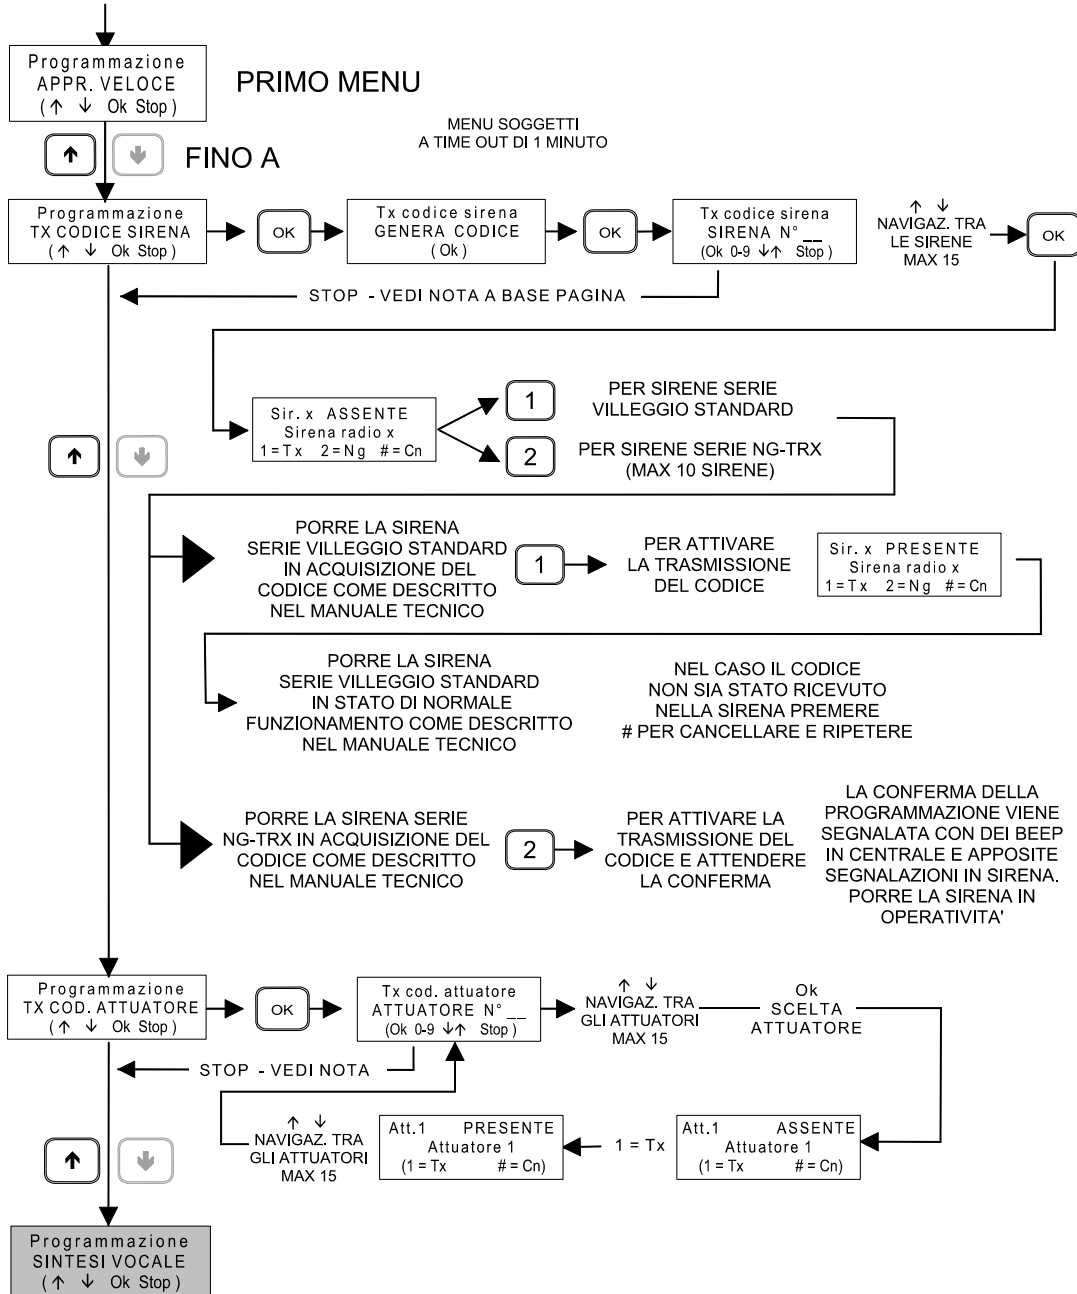 Programmazione
APPR. VELOCE
(↑ ↓ Ok Stop)
PRIMO MENU
MENU SOGGETTI
A TIME OUT DI 1 MINUTO
FINO A
Programmazione
TX CODICE SIRENA
(↑ ↓ Ok Stop)
OK
Tx codice sirena
GENERA CODICE
(Ok)
OK
Tx codice sirena
SIRENA N° __
(Ok 0-9 ↓↑ Stop)
↑ ↓
NAVIGAZ. TRA
LE SIRENE
MAX 15
OK
STOP - VEDI NOTA A BASE PAGINA
Sir. x ASSENTE
Sirena radio x
1=Tx 2=Ng #=Cn
1
PER SIRENE SERIE
VILLEGGIO STANDARD
2
PER SIRENE SERIE NG-TRX
(MAX 10 SIRENE)
PORRE LA SIRENA
SERIE VILLEGGIO STANDARD
IN ACQUISIZIONE DEL
CODICE COME DESCRITTO
NEL MANUALE TECNICO
1
PER ATTIVARE
LA TRASMISSIONE
DEL CODICE
Sir. x PRESENTE
Sirena radio x
1=Tx 2=Ng #=Cn
PORRE LA SIRENA
SERIE VILLEGGIO STANDARD
IN STATO DI NORMALE
FUNZIONAMENTO COME DESCRITTO
NEL MANUALE TECNICO
NEL CASO IL CODICE
NON SIA STATO RICEVUTO
NELLA SIRENA PREMERE
# PER CANCELLARE E RIPETERE
PORRE LA SIRENA SERIE
NG-TRX IN ACQUISIZIONE DEL
CODICE COME DESCRITTO
NEL MANUALE TECNICO
2
PER ATTIVARE LA
TRASMISSIONE DEL
CODICE E ATTENDERE
LA CONFERMA
LA CONFERMA DELLA
PROGRAMMAZIONE VIENE
SEGNALATA CON DEI BEEP
IN CENTRALE E APPOSITE
SEGNALAZIONI IN SIRENA.
PORRE LA SIRENA IN
OPERATIVITA'
Programmazione
TX COD. ATTUATORE
(↑ ↓ Ok Stop)
OK
Tx cod. attuatore
ATTUATORE N° __
(Ok 0-9 ↓↑ Stop)
↑ ↓
NAVIGAZ. TRA
GLI ATTUATORI
MAX 15
Ok
SCELTA
ATTUATORE
STOP - VEDI NOTA
↑ ↓
NAVIGAZ. TRA
GLI ATTUATORI
MAX 15
Att.1 PRESENTE
Attuatore 1
(1 = Tx # = Cn)
1 = Tx
Att.1 ASSENTE
Attuatore 1
(1 = Tx # = Cn)
Programmazione
SINTESI VOCALE
(↑ ↓ Ok Stop)